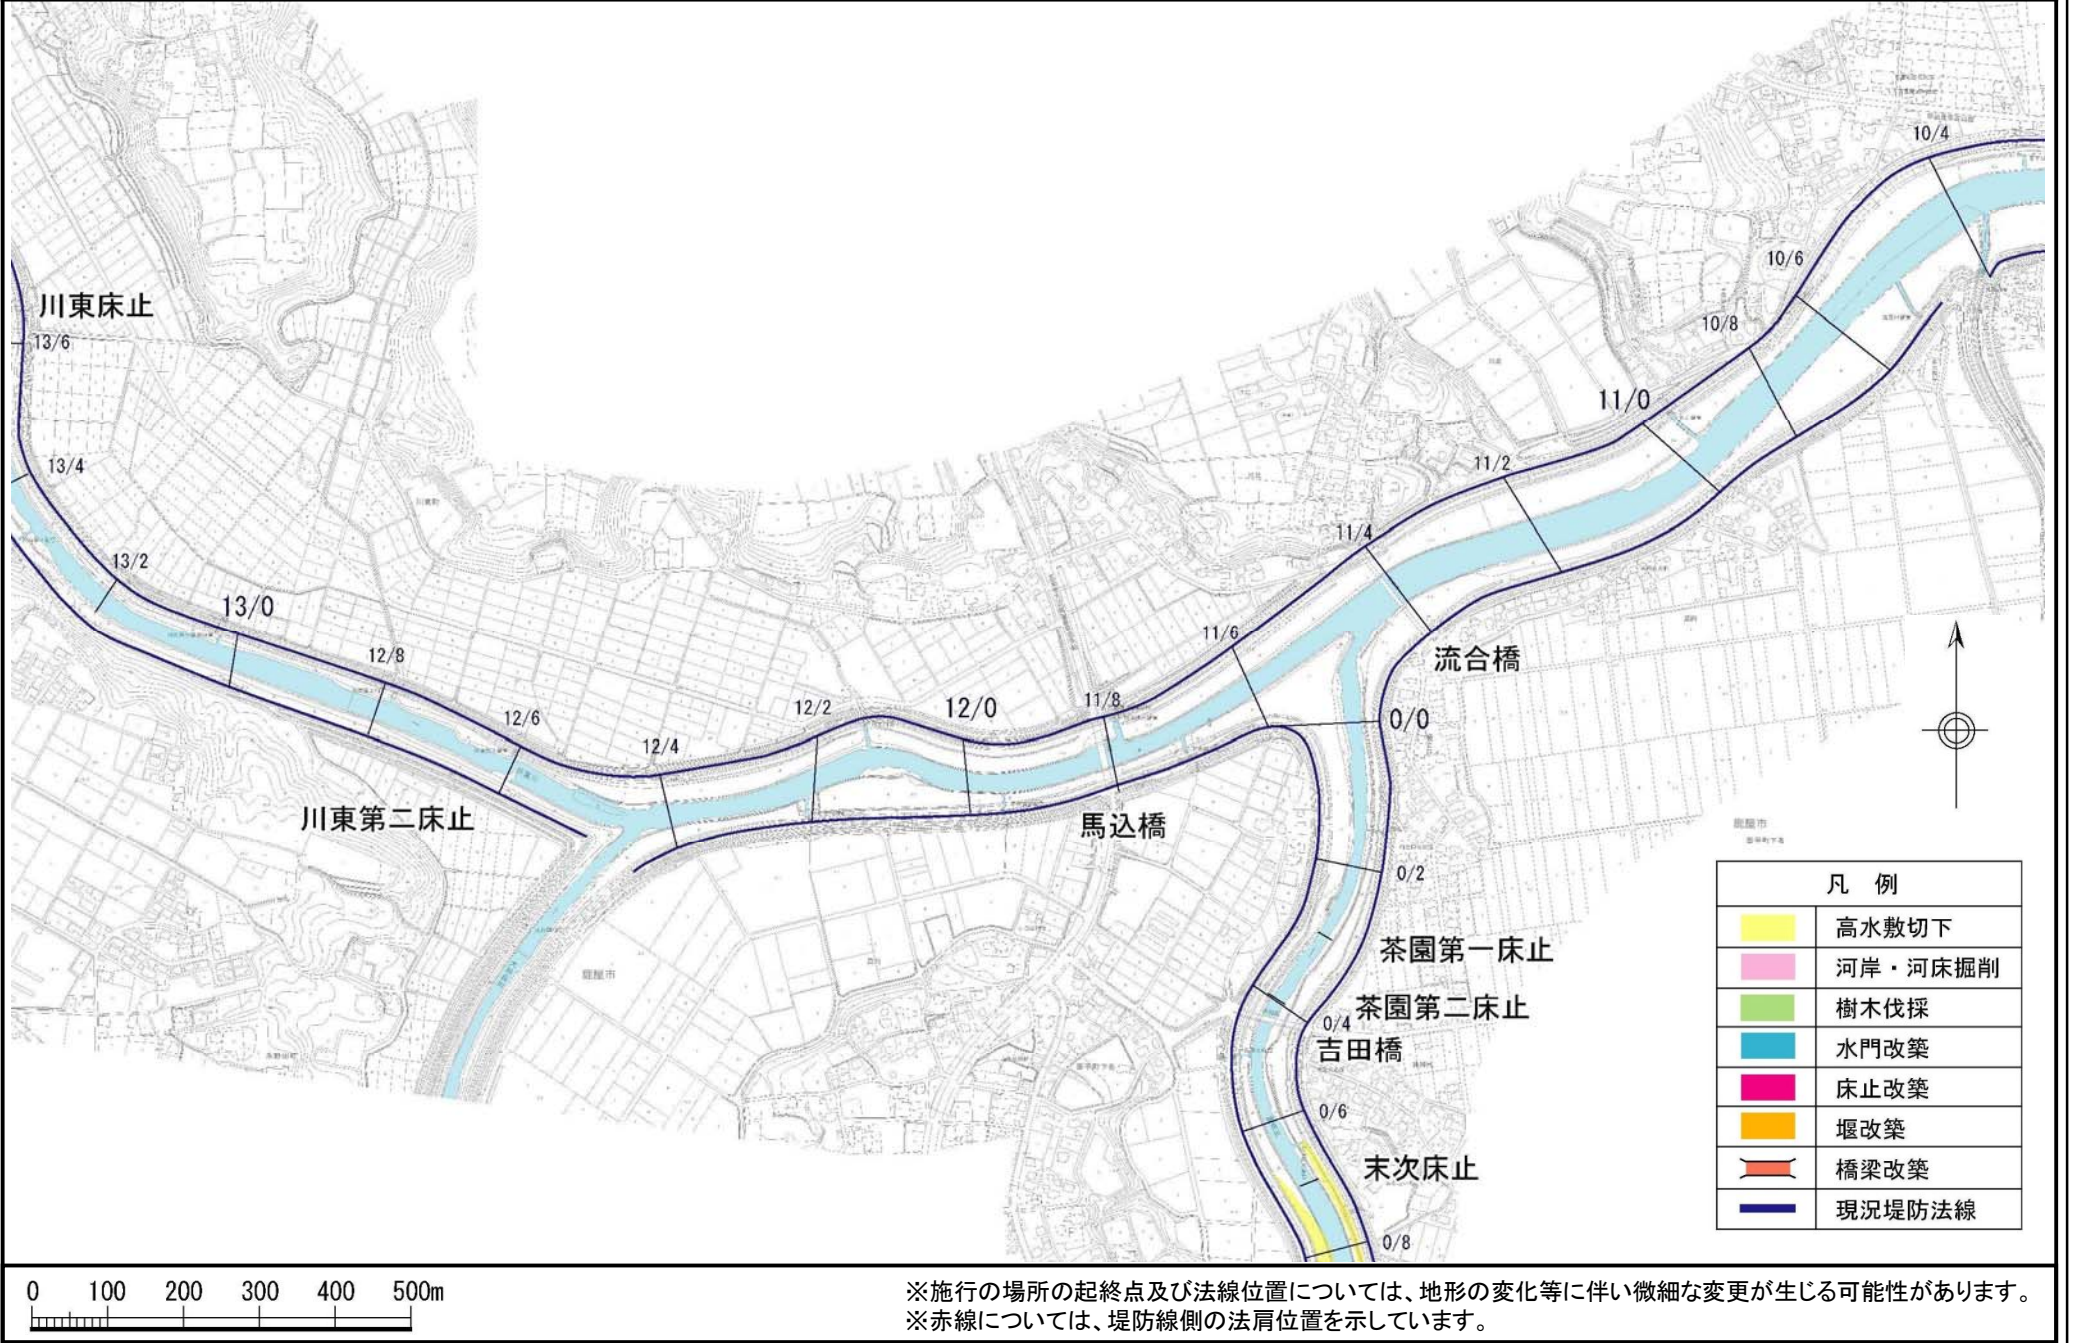 10/4
10/6
10/8
川東床止
13/6
11/0
13/4
11/2
11/4
13/2
13/0
11/6
12/8
流合橋
11/8
12/0
12/2
12/6
0/0
12/4
川東第二床止
馬込橋
鹿屋市
0/2
茶園第一床止
鹿屋市
茶園第二床止
0/4
吉田橋
0/6
末次床止
0/8
凡 例
高水敷切下
河岸・河床掘削
樹木伐採
水門改築
床止改築
堰改築
橋梁改築
現況堤防法線
0 100 200 300 400 500m
※施行の場所の起終点及び法線位置については、地形の変化等に伴い微細な変更が生じる可能性があります。
※赤線については、堤防線側の法肩位置を示しています。